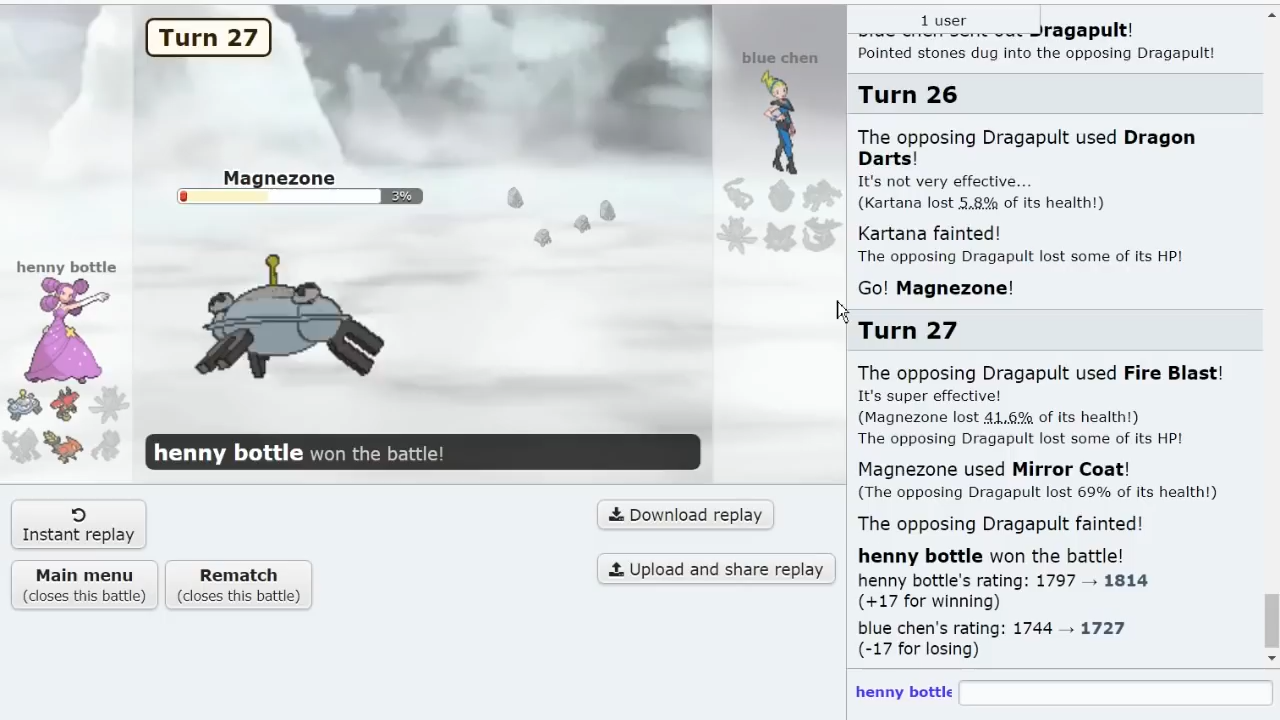 Turn 27
blue chen
Magnezone
3%
henny bottle
henny bottle won the battle!
Instant replay
Download replay
Upload and share replay
Main menu
(closes this battle)
Rematch
(closes this battle)
1 user
blue chen sent out Dragapult!
Pointed stones dug into the opposing Dragapult!
Turn 26
The opposing Dragapult used Dragon
Darts!
It's not very effective...
(Kartana lost 5.8% of its health!)
Kartana fainted!
The opposing Dragapult lost some of its HP!
Go! Magnezone!
Turn 27
The opposing Dragapult used Fire Blast!
It's super effective!
(Magnezone lost 41.6% of its health!)
The opposing Dragapult lost some of its HP!
Magnezone used Mirror Coat!
(The opposing Dragapult lost 69% of its health!)
The opposing Dragapult fainted!
henny bottle won the battle!
henny bottle's rating: 1797 → 1814
(+17 for winning)
blue chen's rating: 1744 → 1727
(-17 for losing)
henny bottle